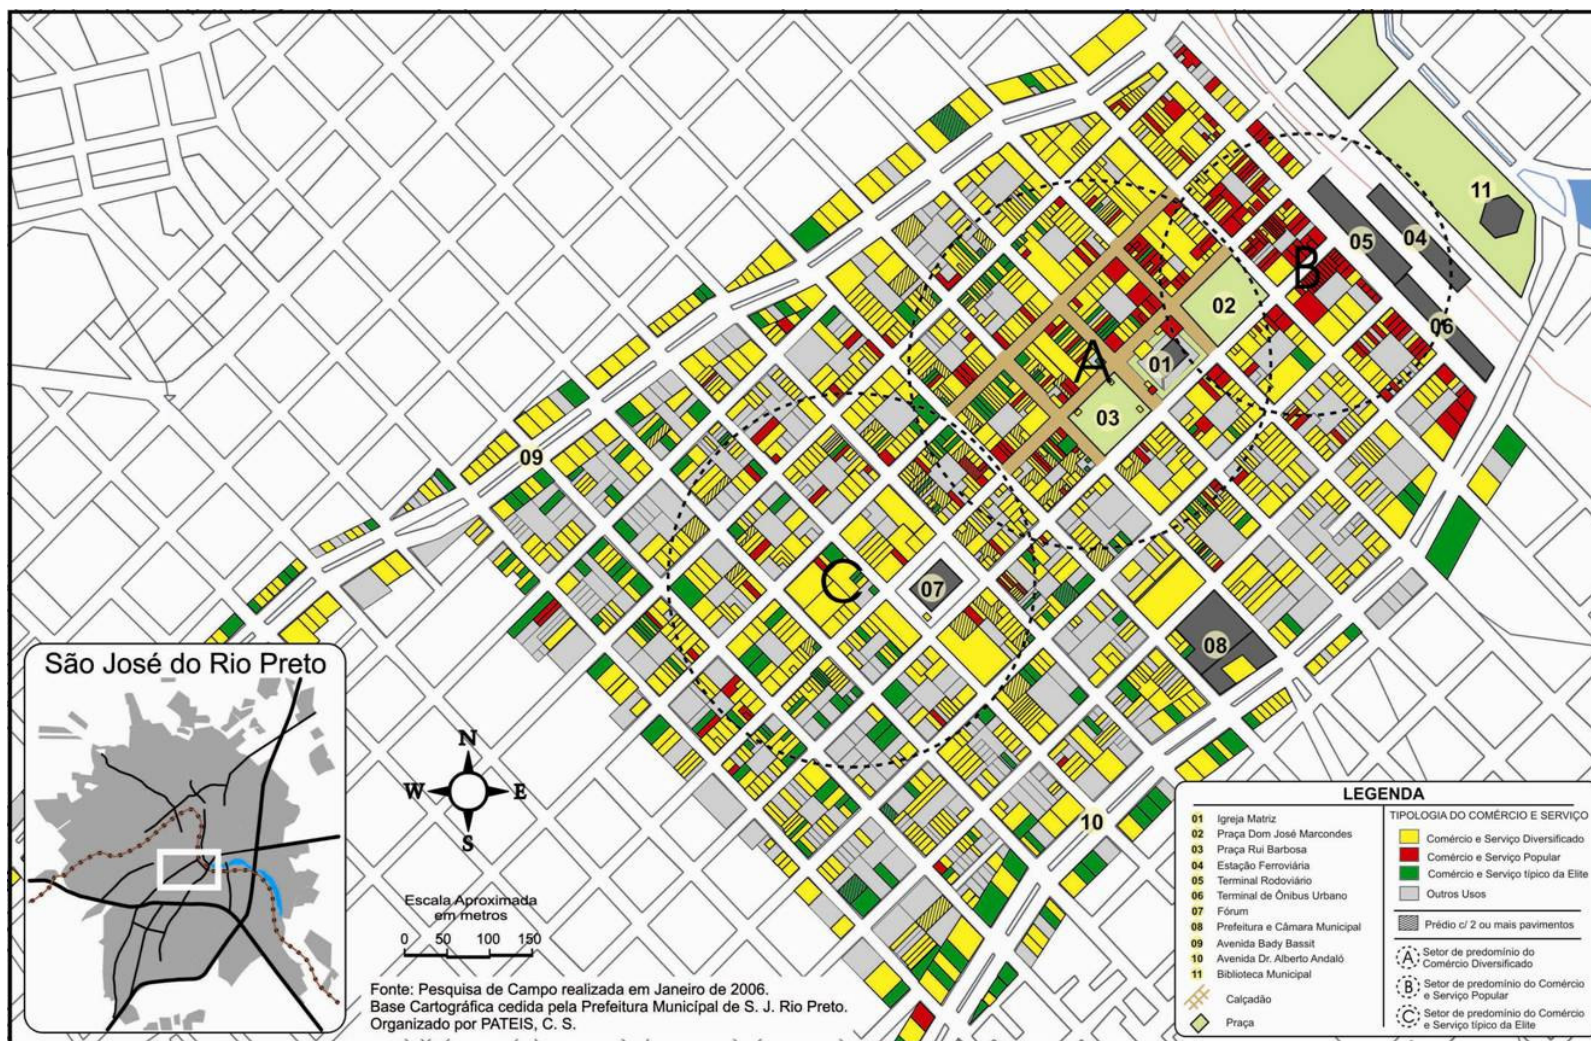 11
04
05
B
02
06
01
A
03
09
C
07
08
10
São José do Rio Preto
N
W
E
S
Escala Aproximada
em metros
0 50 100 150
Fonte: Pesquisa de Campo realizada em Janeiro de 2006.
Base Cartográfica cedida pela Prefeitura Municípal de S. J. Rio Preto.
Organizado por PATEIS, C. S.
LEGENDA
01 Igreja Matriz
02 Praça Dom José Marcondes
03 Praça Rui Barbosa
04 Estação Ferroviária
05 Terminal Rodoviário
06 Terminal de Ônibus Urbano
07 Fórum
08 Prefeitura e Câmara Municipal
09 Avenida Bady Bassit
10 Avenida Dr. Alberto Andaló
11 Biblioteca Municipal
Calçadão
Praça
TIPOLOGIA DO COMÉRCIO E SERVIÇO
Comércio e Serviço Diversificado
Comércio e Serviço Popular
Comércio e Serviço típico da Elite
Outros Usos
Prédio c/ 2 ou mais pavimentos
A Setor de predomínio do
Comércio Diversificado
B Setor de predomínio do Comércio
e Serviço Popular
C Setor de predomínio do Comércio
e Serviço típico da Elite